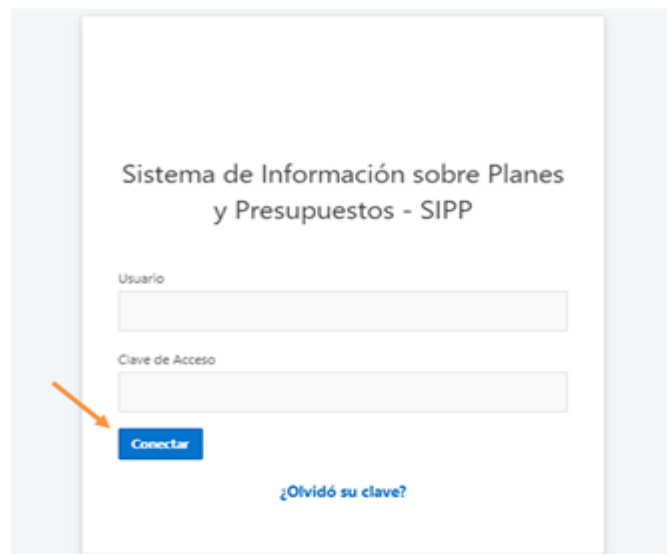 Sistema de Información sobre Planes
y Presupuestos - SIPP
Usuario
Clave de Acceso
Conectar
¿Olvidó su clave?